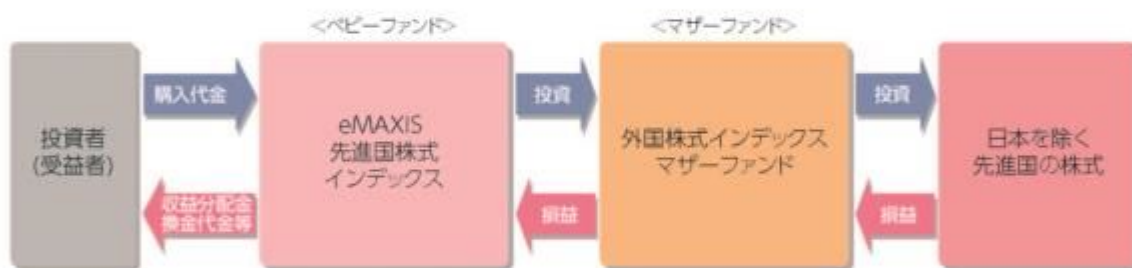 <ベビーファンド>
<マザーファンド>
投資者
(受益者)
購入代金
収益分配金
換金代金等
eMAXIS
先進国株式
インデックス
投資
損益
外国株式インデックス
マザーファンド
投資
損益
日本を除く
先進国の株式